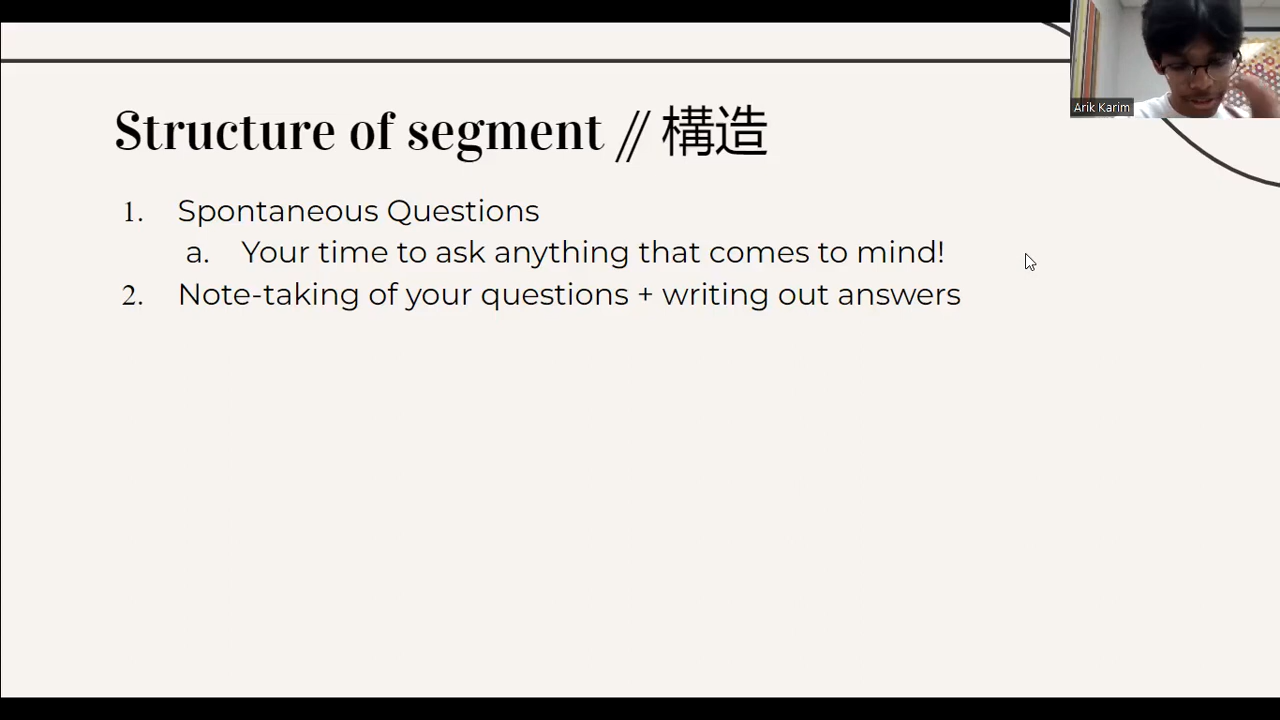 Arik Karim
Structure of segment // 構造
1. Spontaneous Questions
a. Your time to ask anything that comes to mind!
2. Note-taking of your questions + writing out answers